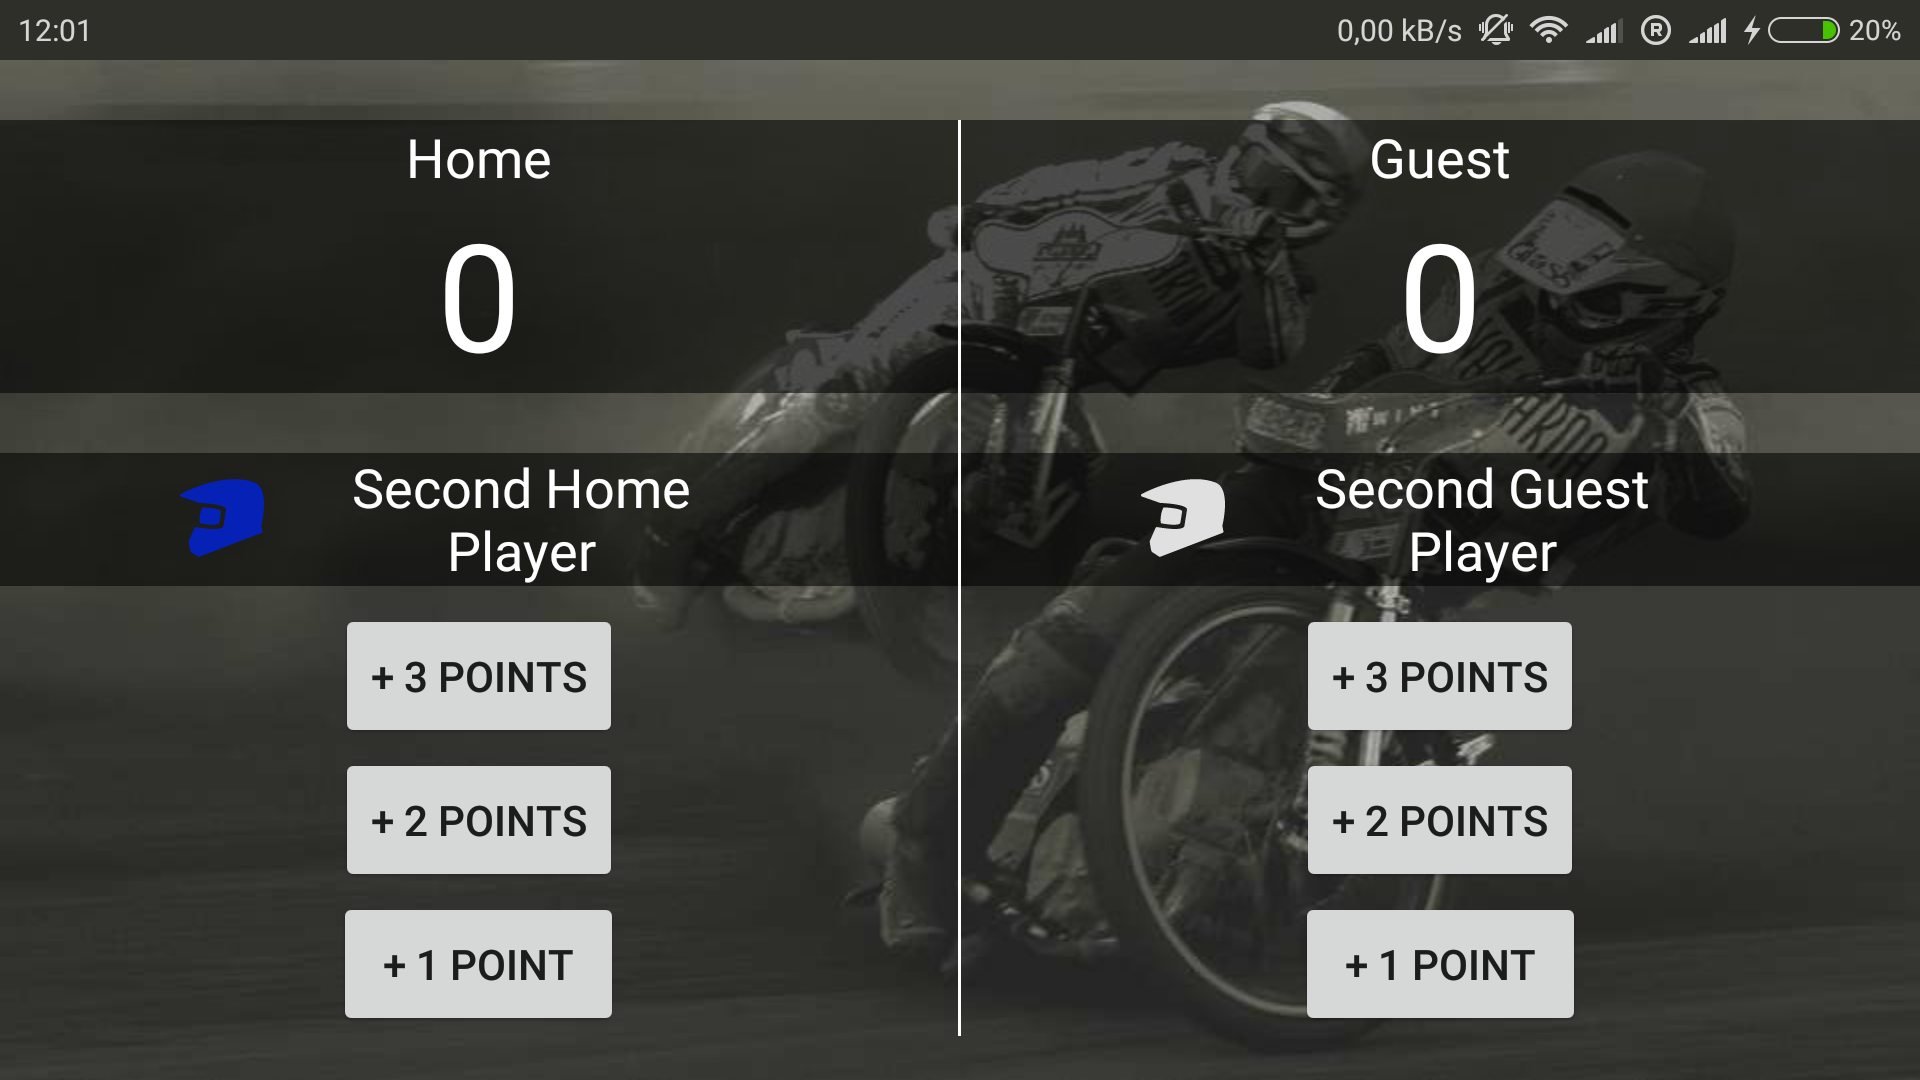 12:01
0,00 kB/s
R
20%
Home
Guest
0
0
Second Home
Player
Second Guest
Player
+ 3 POINTS
+ 3 POINTS
+ 2 POINTS
+ 2 POINTS
+ 1 POINT
+ 1 POINT